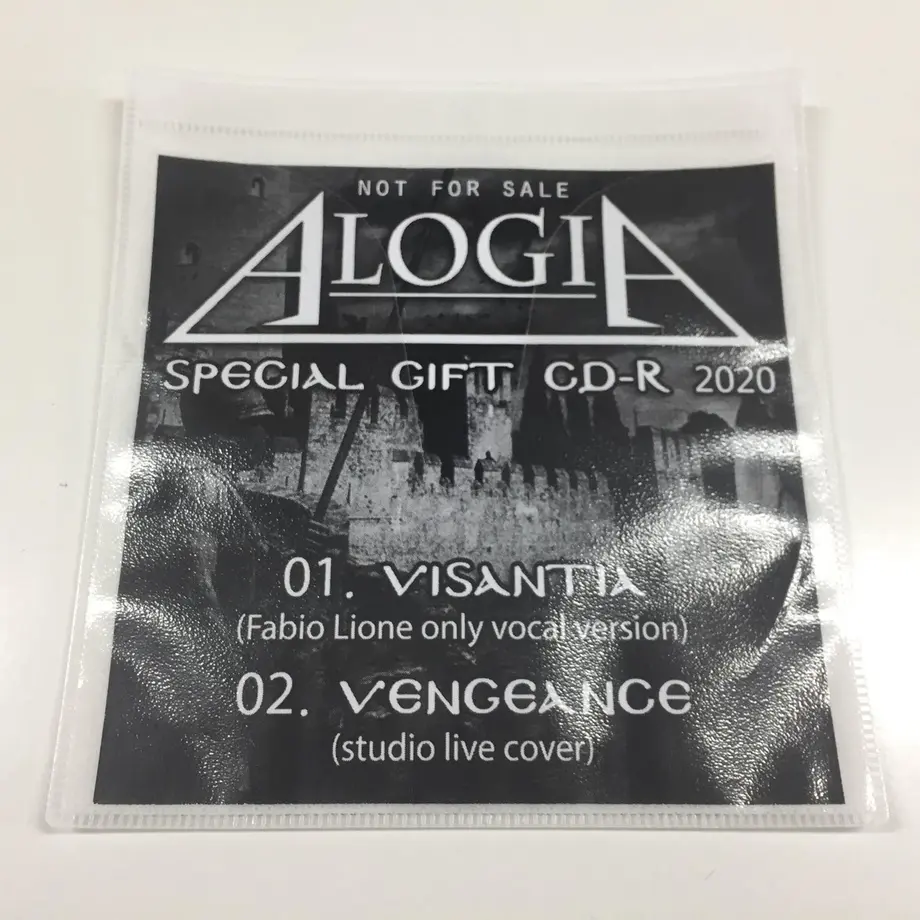 NOT FOR SALE
ALOGIA
SPECIAL GIFT CD-R 2020
01. VISANTIA
(Fabio Lione only vocal version)
02. VENGEANCE
(studio live cover)